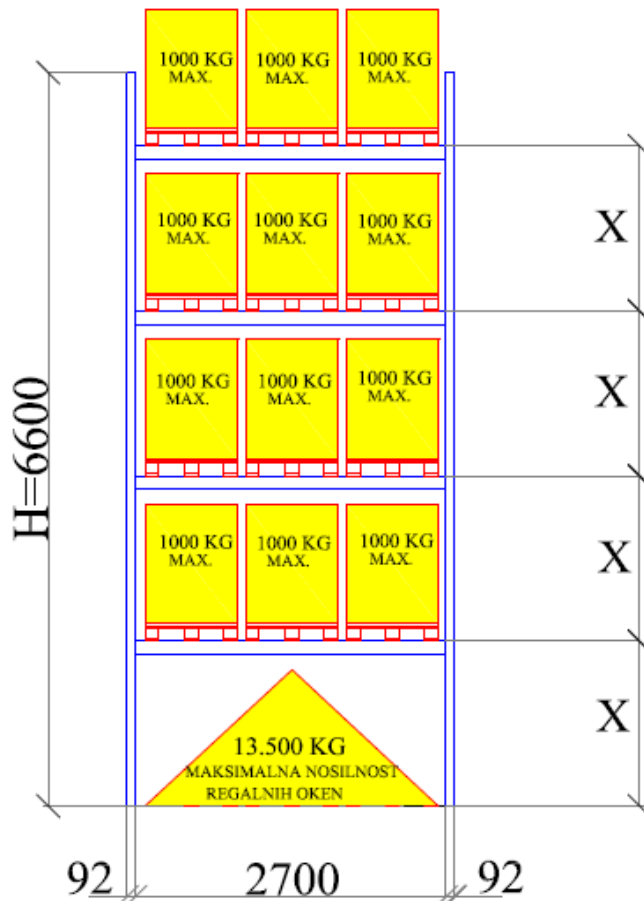 1000 KG 1000 KG 1000 KG
MAX. MAX. MAX.
1000 KG 1000 KG 1000 KG
MAX. MAX. MAX.
X
1000 KG 1000 KG 1000 KG
MAX. MAX. MAX.
X
H=6600
1000 KG 1000 KG 1000 KG
MAX. MAX. MAX.
X
X
13.500 KG
MAKSIMALNA NOSILNOST
REGALNIH OKEN
92 2700 92